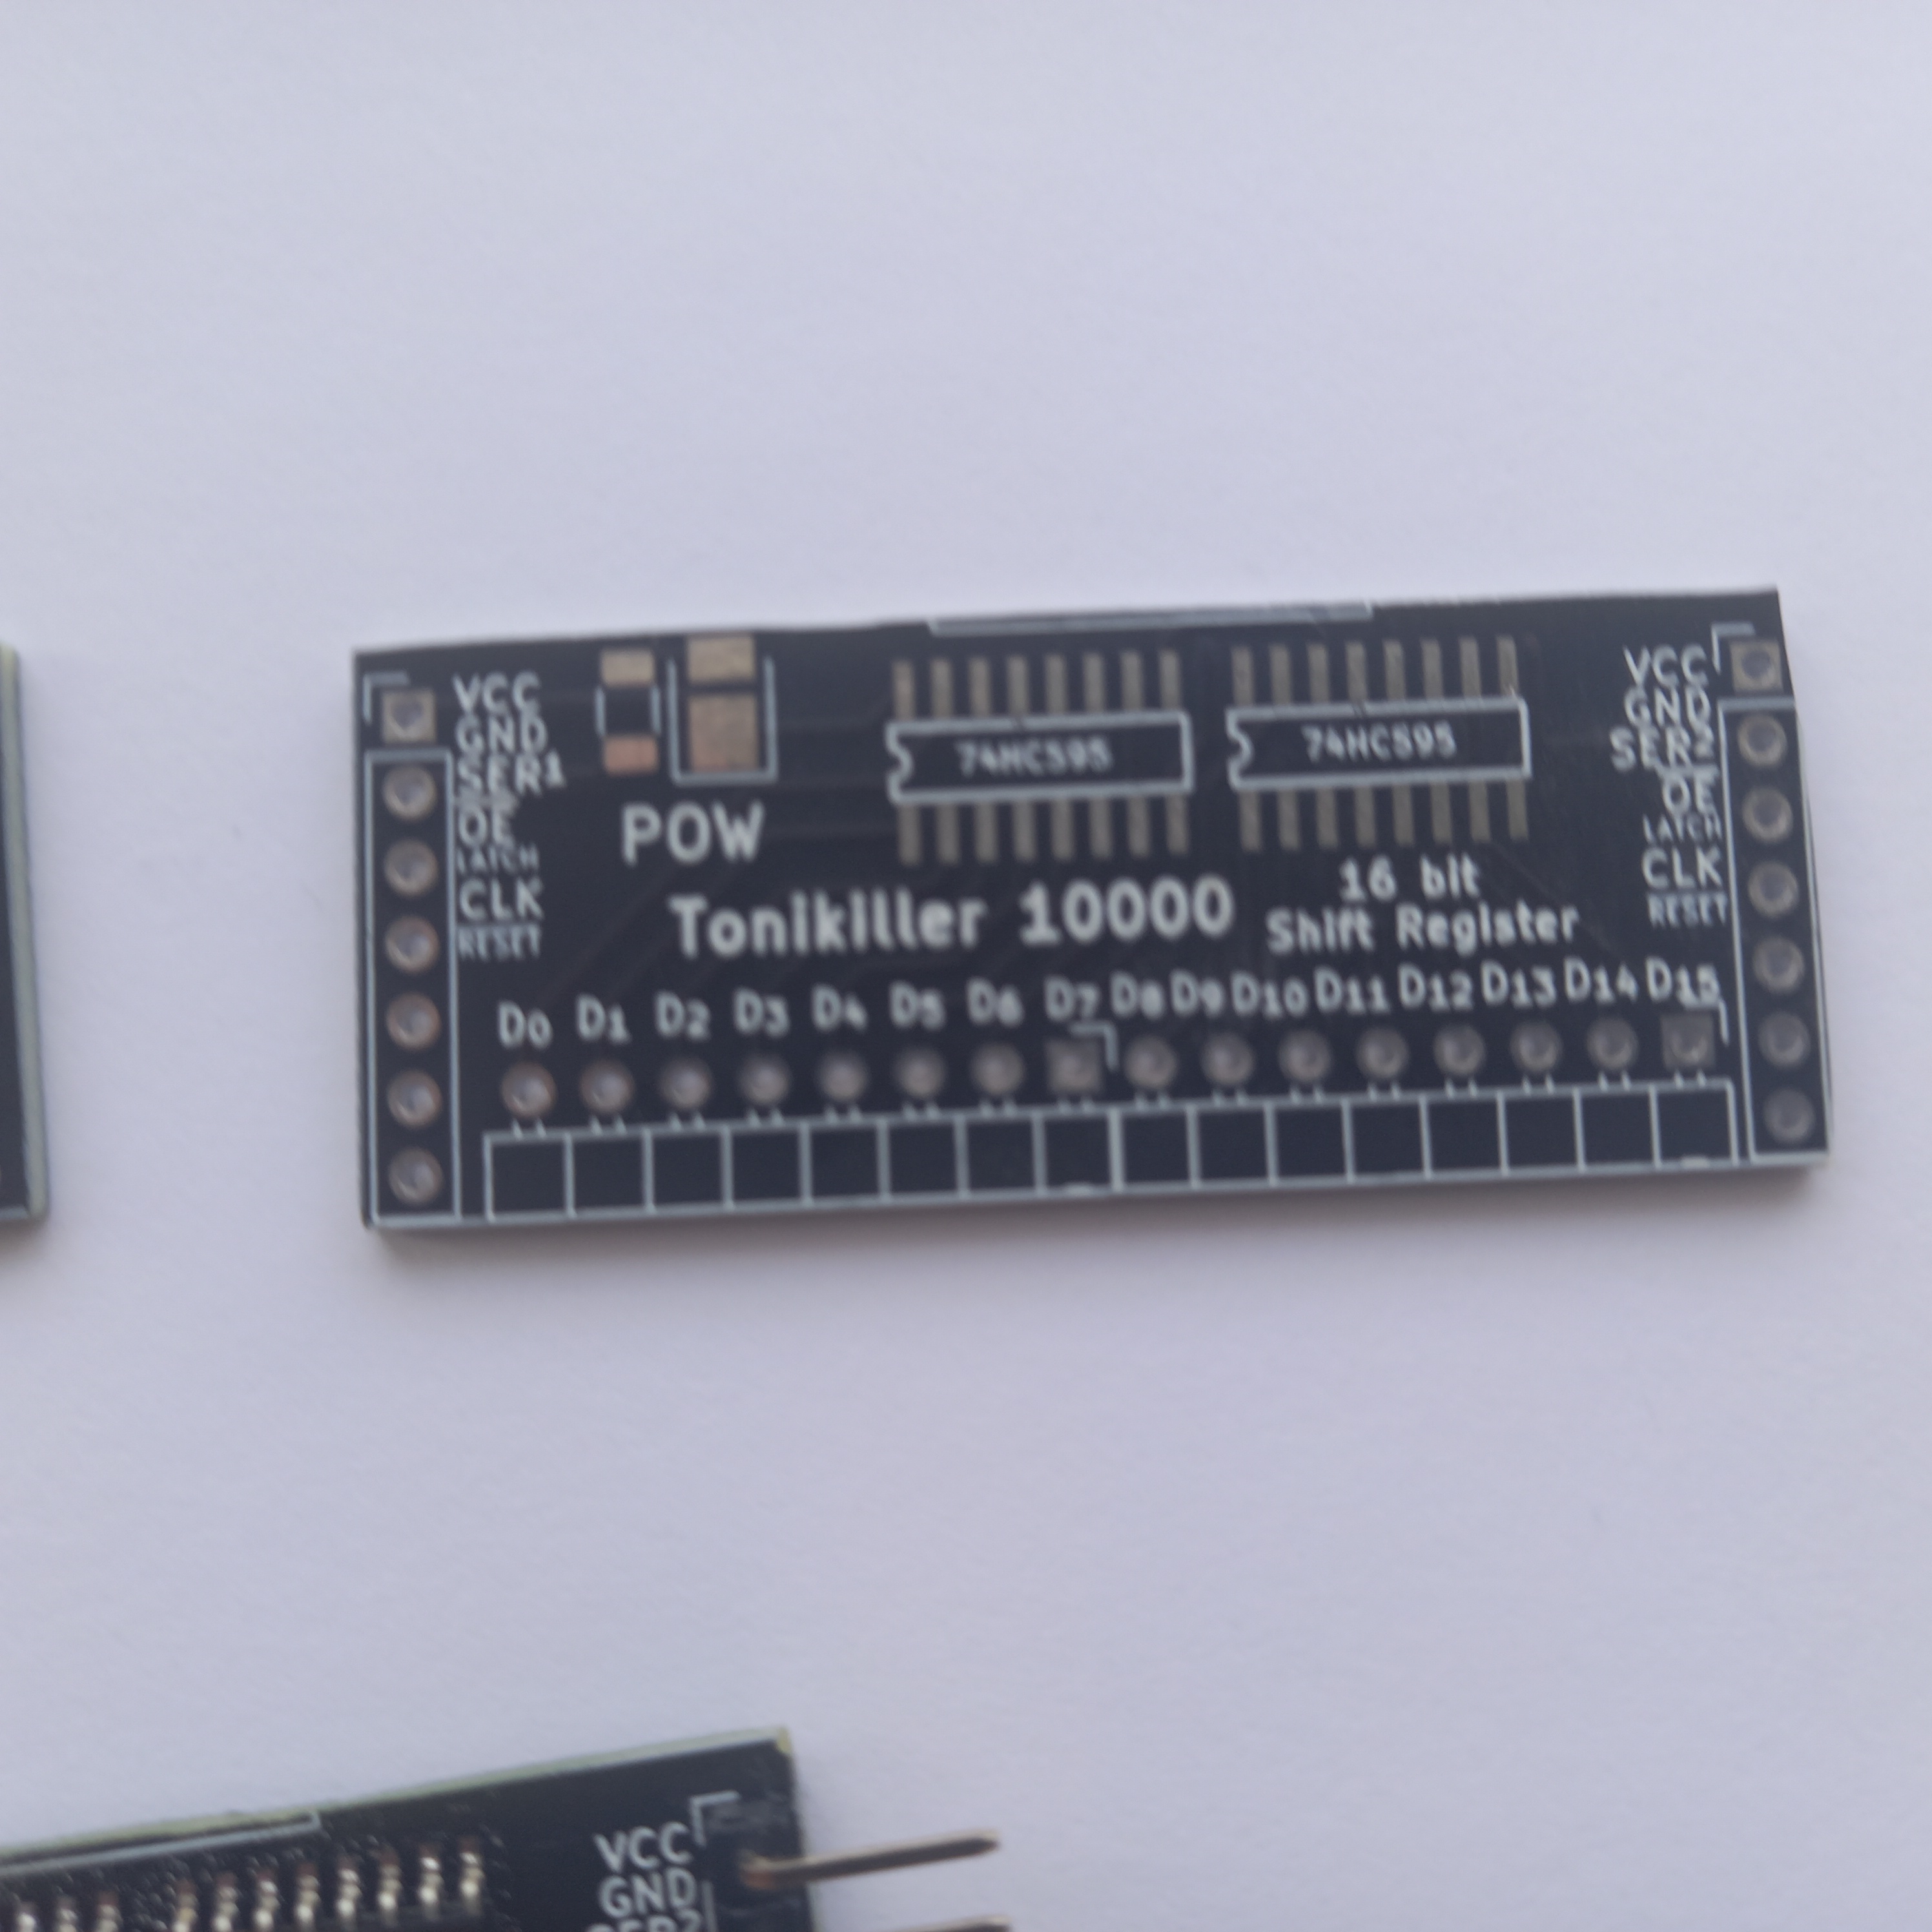 VCC
GND
SER1
OE
LATCH
CLK
RESET
POW
Tonikiller 10000
16 bit
Shift Register
74HC595
74HC595
D0 D1 D2 D3 D4 D5 D6 D7 D8 D9 D10 D11 D12 D13 D14 D15
VCC
GND
SER2
OE
LATCH
CLK
RESET
VCC
GND
SER2